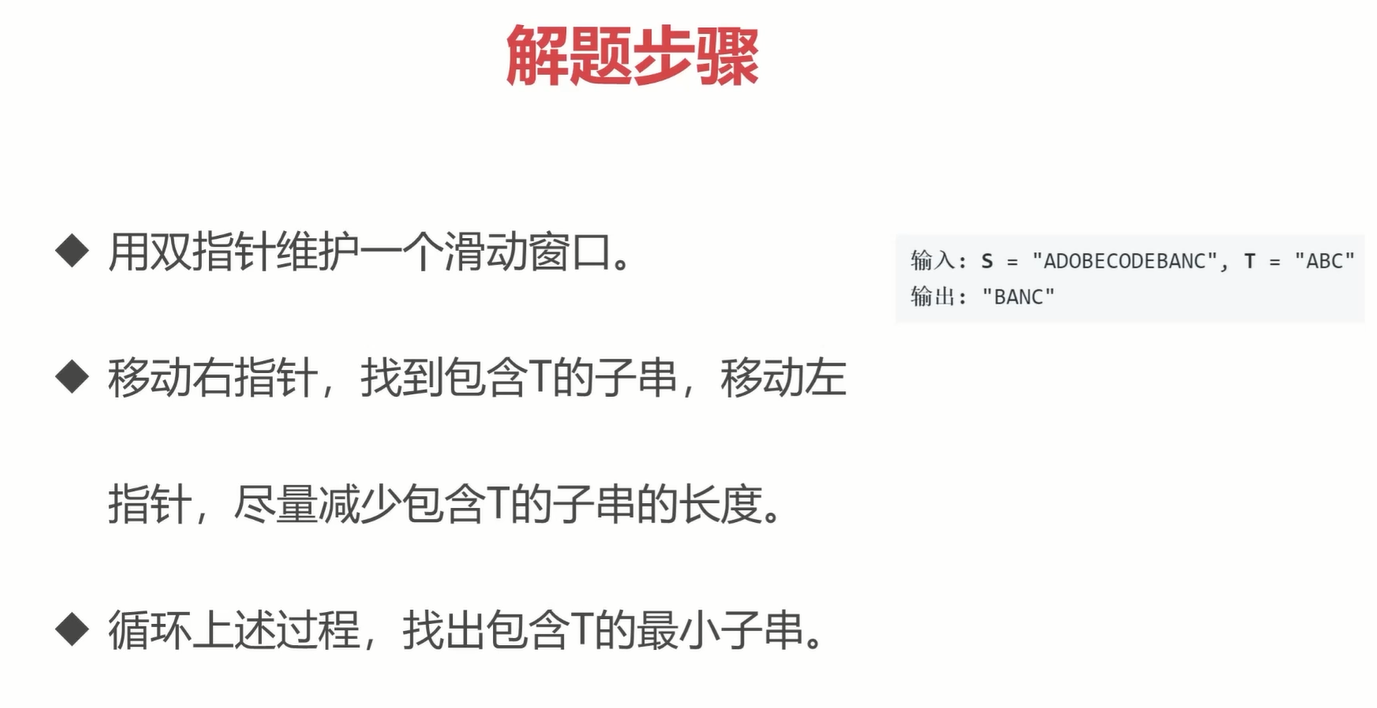 解题步骤
◆ 用双指针维护一个滑动窗口。
输入: S = "ADOBECODEBANC", T = "ABC"
输出: "BANC"
◆ 移动右指针，找到包含T的子串，移动左
指针，尽量减少包含T的子串的长度。
◆ 循环上述过程，找出包含T的最小子串。